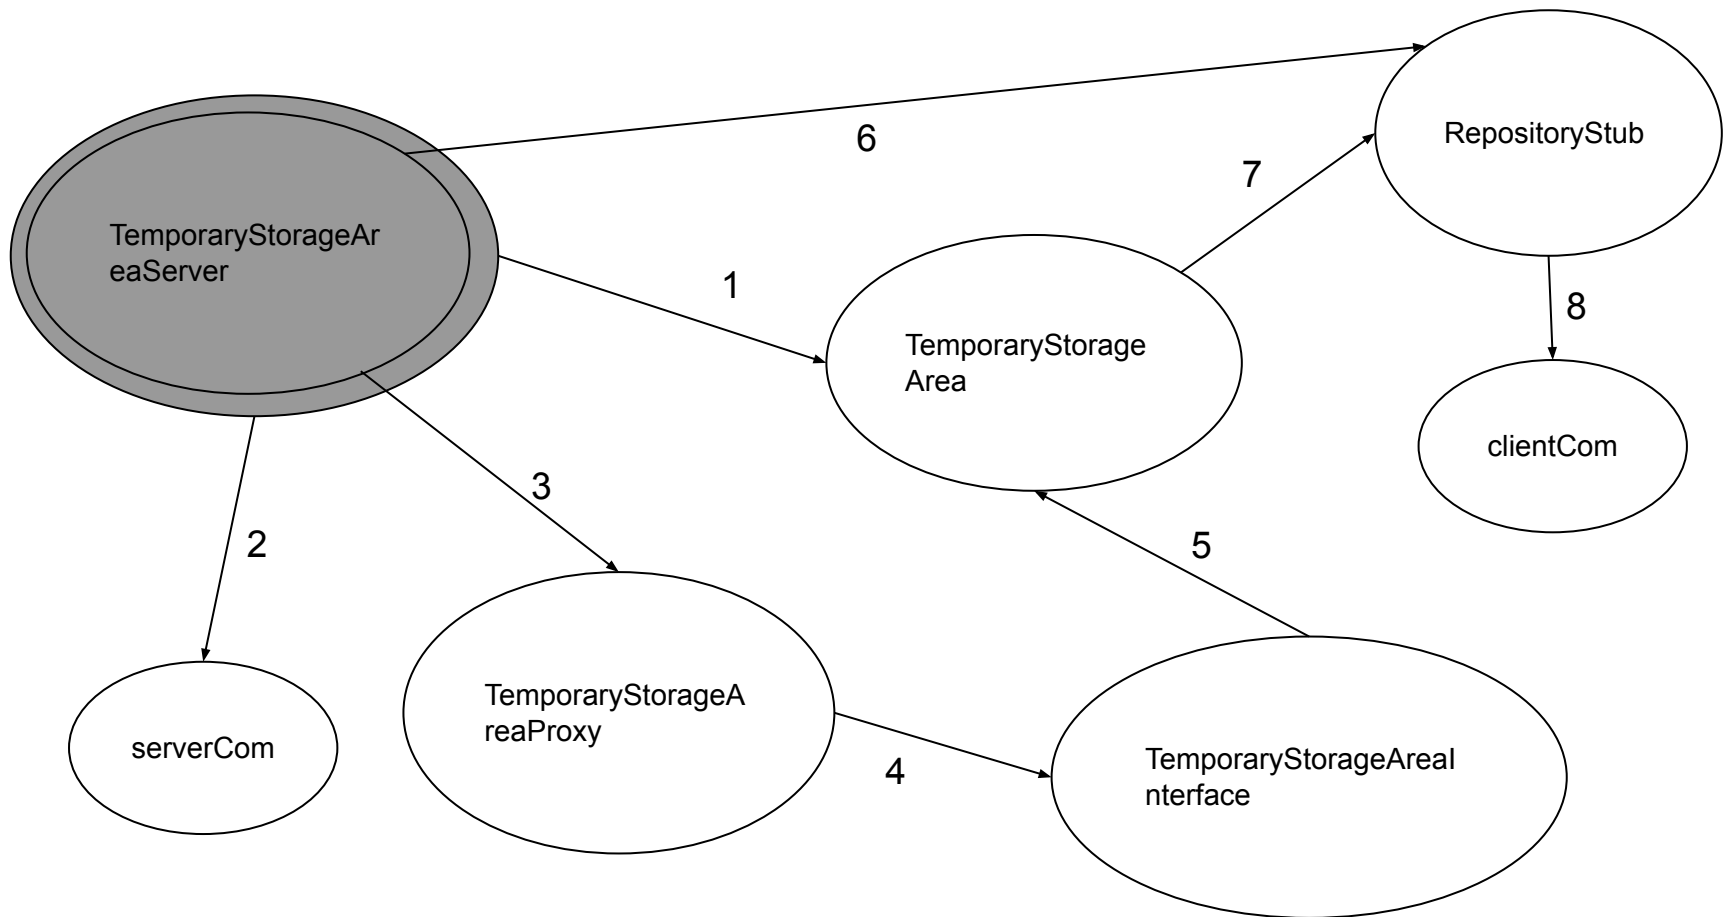 6
RepositoryStub
7
TemporaryStorageAr
eaServer
1
8
TemporaryStorage
Area
clientCom
3
2
5
TemporaryStorageA
reaProxy
serverCom
4
TemporaryStorageAreaI
nterface